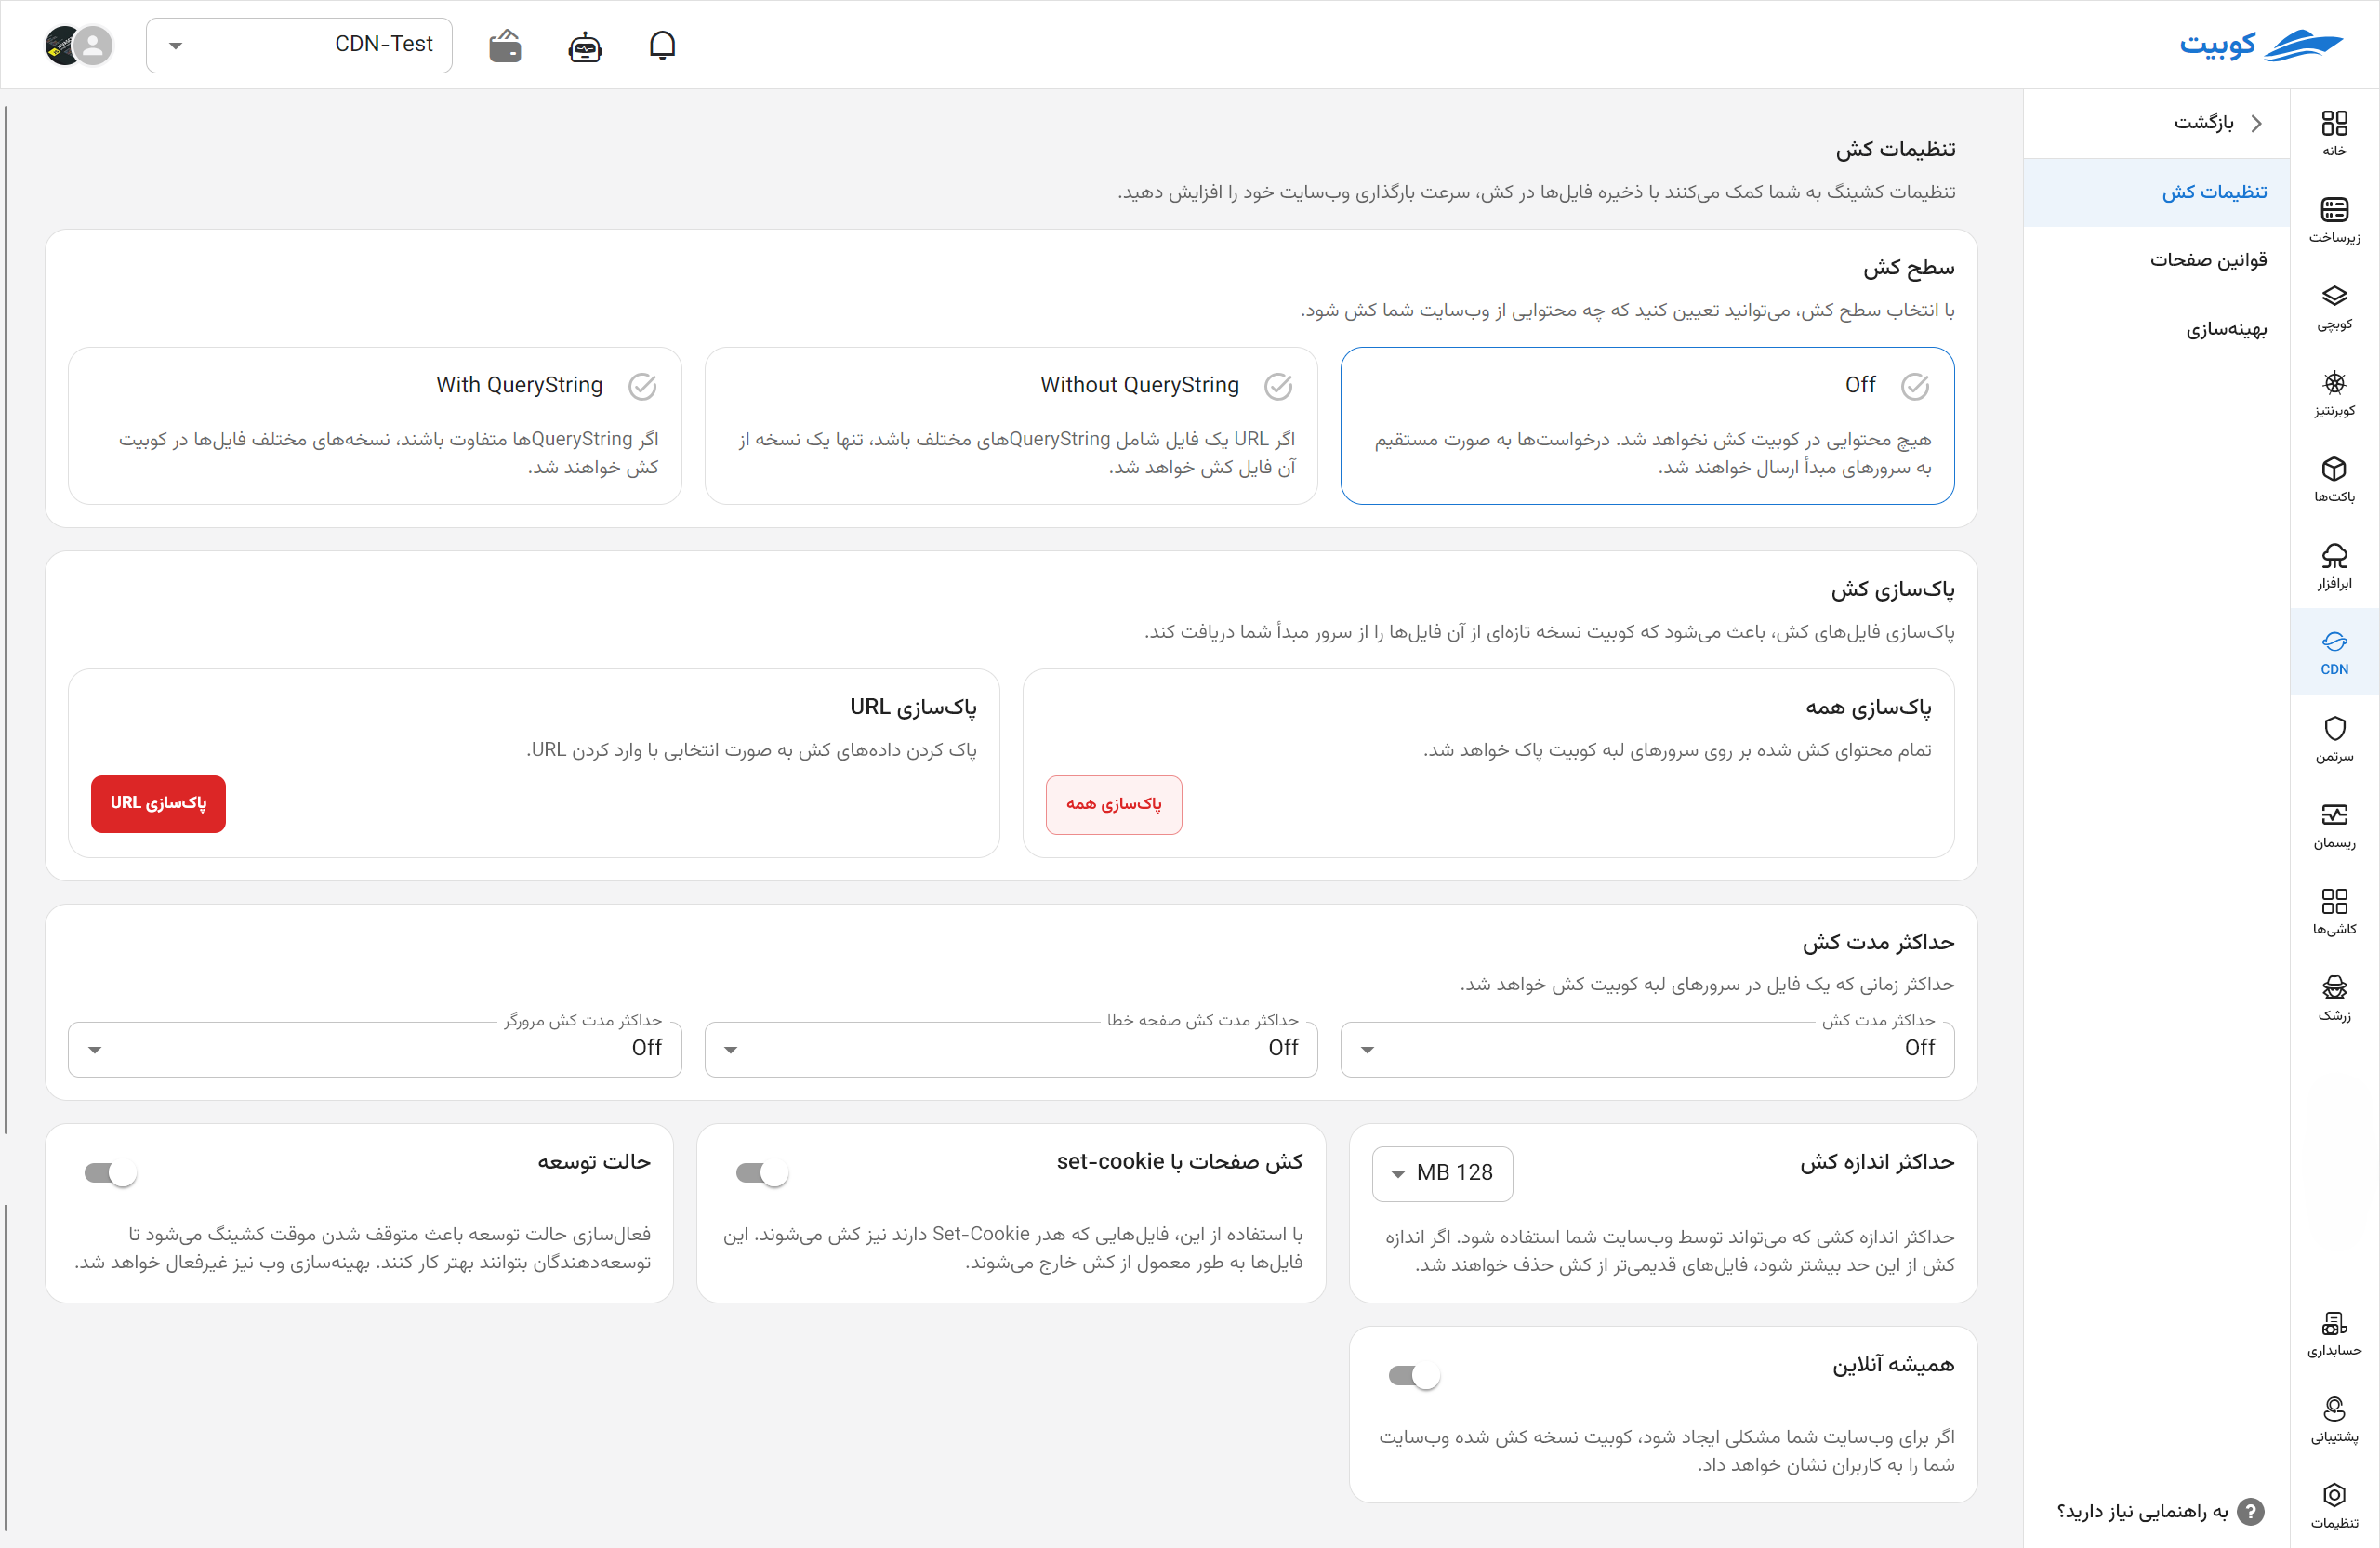 کوبیت
CDN-Test
خانه
زیرساخت
کوبچی
کوبرنتیز
باکت‌ها
ابرافزار
CDN
سرتمن
ریسمان
کاشی‌ها
زرشک
حسابداری
پشتیبانی
تنظیمات
بازگشت
تنظیمات کش
قوانین صفحات
بهینه‌سازی
به راهنمایی نیاز دارید؟
تنظیمات کش
تنظیمات کشینگ به شما کمک می‌کنند با ذخیره فایل‌ها در کش، سرعت بارگذاری وب‌سایت خود را افزایش دهید.
سطح کش
با انتخاب سطح کش، می‌توانید تعیین کنید که چه محتوایی از وب‌سایت شما کش شود.
Off
هیچ محتوایی در کوبیت کش نخواهد شد. درخواست‌ها به صورت مستقیم
به سرورهای مبدأ ارسال خواهند شد.
Without QueryString
اگر URL یک فایل شامل QueryStringهای مختلف باشد، تنها یک نسخه از
آن فایل کش خواهد شد.
With QueryString
اگر QueryStringها متفاوت باشند، نسخه‌های مختلف فایل‌ها در کوبیت
کش خواهند شد.
پاک‌سازی کش
پاک‌سازی فایل‌های کش، باعث می‌شود که کوبیت نسخه تازه‌ای از آن فایل‌ها را از سرور مبدأ شما دریافت کند.
پاک‌سازی همه
تمام محتوای کش شده بر روی سرورهای لبه کوبیت پاک خواهد شد.
پاک‌سازی همه
پاک‌سازی URL
پاک کردن داده‌های کش به صورت انتخابی با وارد کردن URL.
پاک‌سازی URL
حداکثر مدت کش
حداکثر زمانی که یک فایل در سرورهای لبه کوبیت کش خواهد شد.
حداکثر مدت کش
Off
حداکثر مدت کش صفحه خطا
Off
حداکثر مدت کش مرورگر
Off
حداکثر اندازه کش
128 MB
حداکثر اندازه کشی که می‌تواند توسط وب‌سایت شما استفاده شود. اگر اندازه
کش از این حد بیشتر شود، فایل‌های قدیمی‌تر از کش حذف خواهند شد.
کش صفحات با set-cookie
با استفاده از این، فایل‌هایی که هدر Set-Cookie دارند نیز کش می‌شوند. این
فایل‌ها به طور معمول از کش خارج می‌شوند.
حالت توسعه
فعال‌سازی حالت توسعه باعث متوقف شدن موقت کشینگ می‌شود تا
توسعه‌دهندگان بتوانند بهتر کار کنند. بهینه‌سازی وب نیز غیرفعال خواهد شد.
همیشه آنلاین
اگر برای وب‌سایت شما مشکلی ایجاد شود، کوبیت نسخه کش شده وب‌سایت
شما را به کاربران نشان خواهد داد.